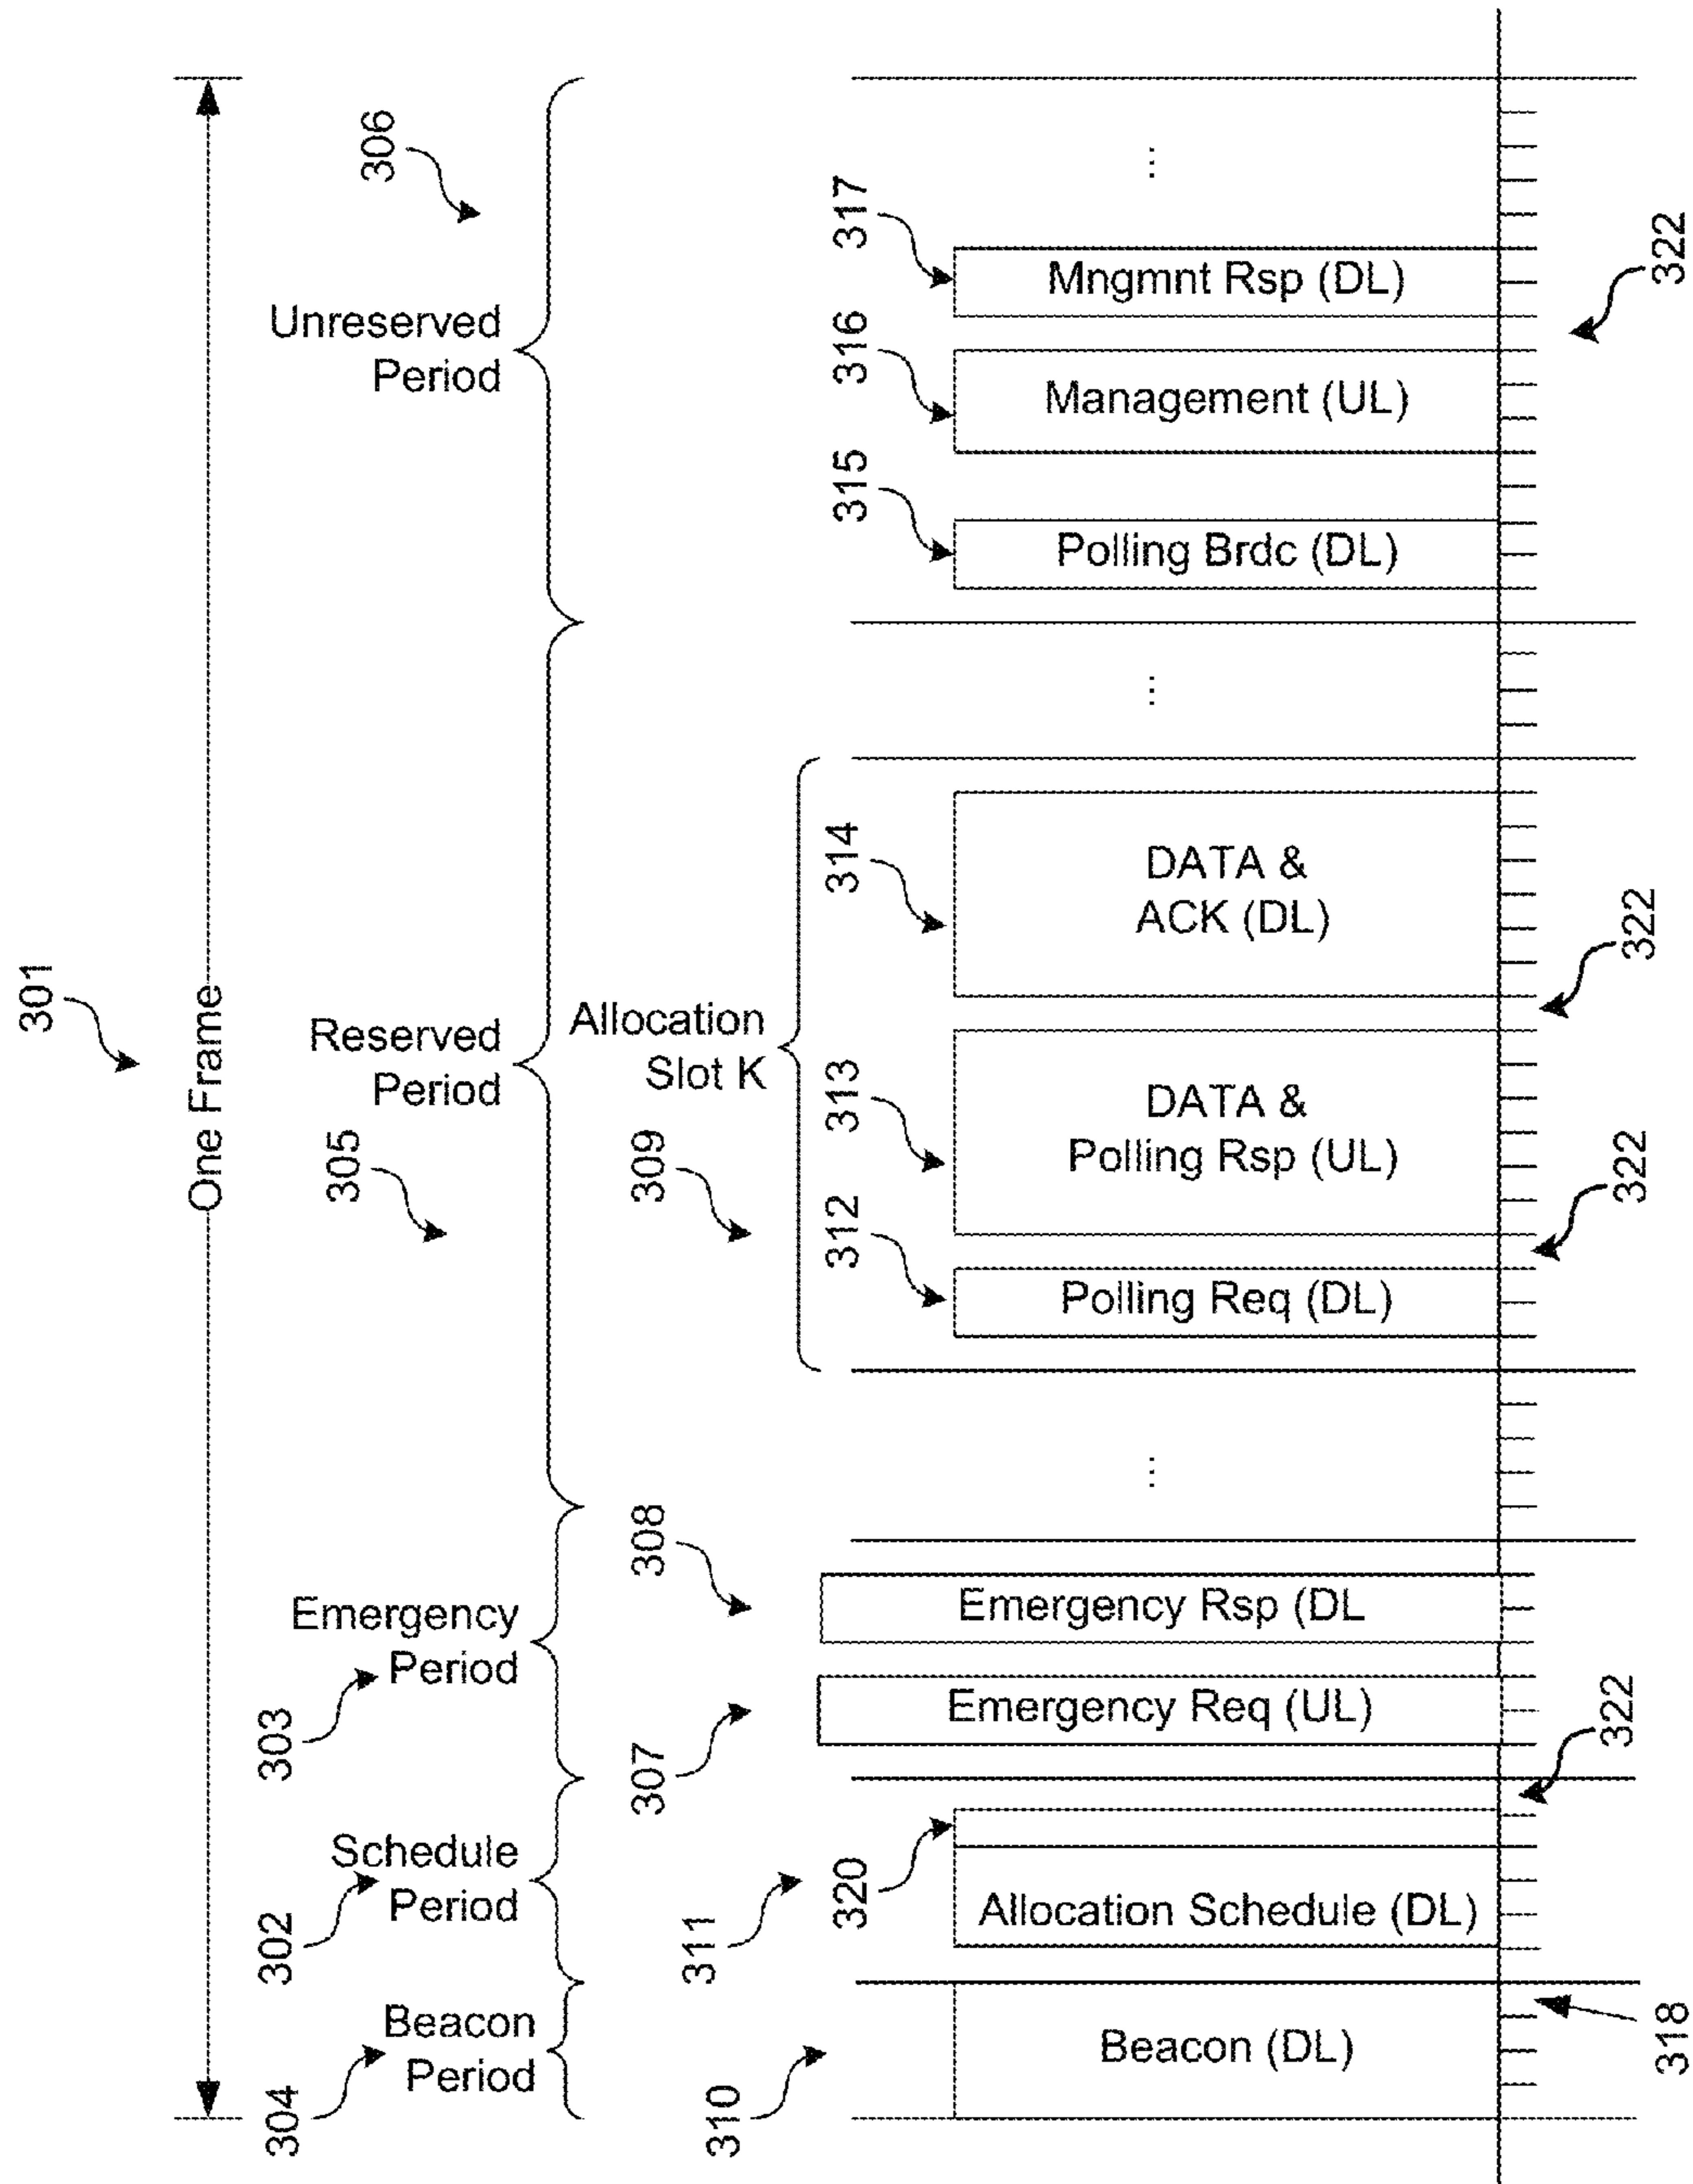 301
One Frame
304
Beacon
Period
302
Schedule
Period
303
Emergency
Period
305
Reserved
Period
306
Unreserved
Period
309
Allocation
Slot K
310
311
320
307
308
312
313
314
315
316
317
Beacon (DL)
Allocation Schedule (DL)
Emergency Req (UL)
Emergency Rsp (DL
...
Polling Req (DL)
DATA &
Polling Rsp (UL)
DATA &
ACK (DL)
...
Polling Brdc (DL)
Management (UL)
Mngmnt Rsp (DL)
...
318
322
322
322
322